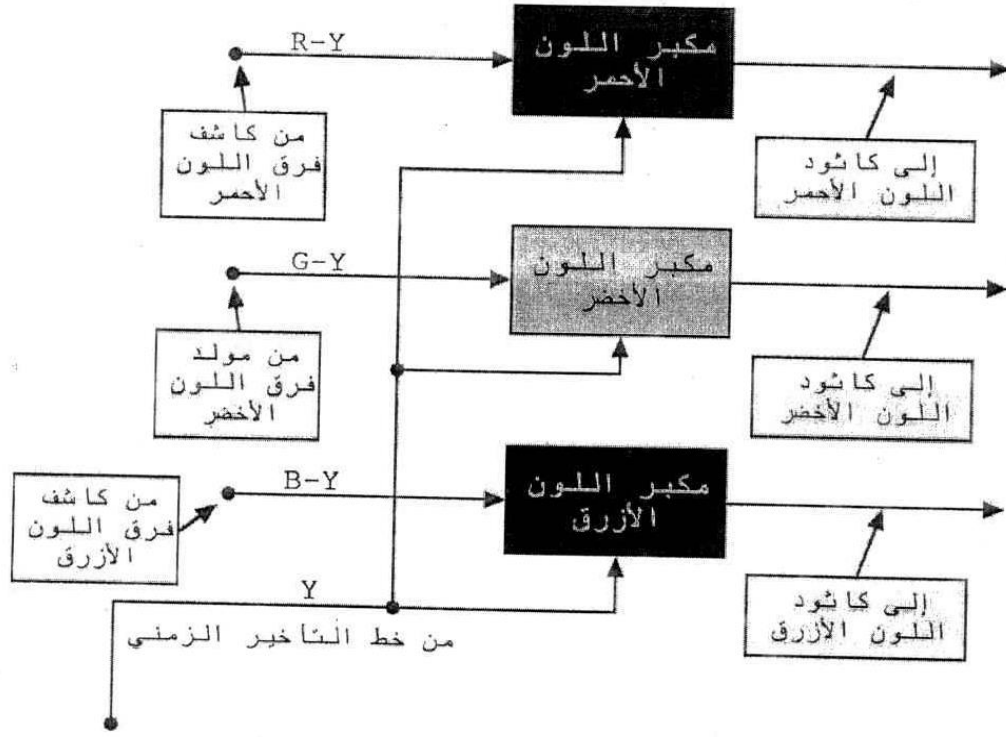 R-Y
مكبر اللون
الأحمر
من كاشف
فرق اللون
الأحمر
إلى كاثود
اللون الأحمر
G-Y
مكبر اللون
الأخضر
من مولد
فرق اللون
الأخضر
إلى كاثود
اللون الأخضر
B-Y
مكبر اللون
الأزرق
من كاشف
فرق اللون
الأزرق
إلى كاثود
اللون الأزرق
Y
من خط التأخير الزمني